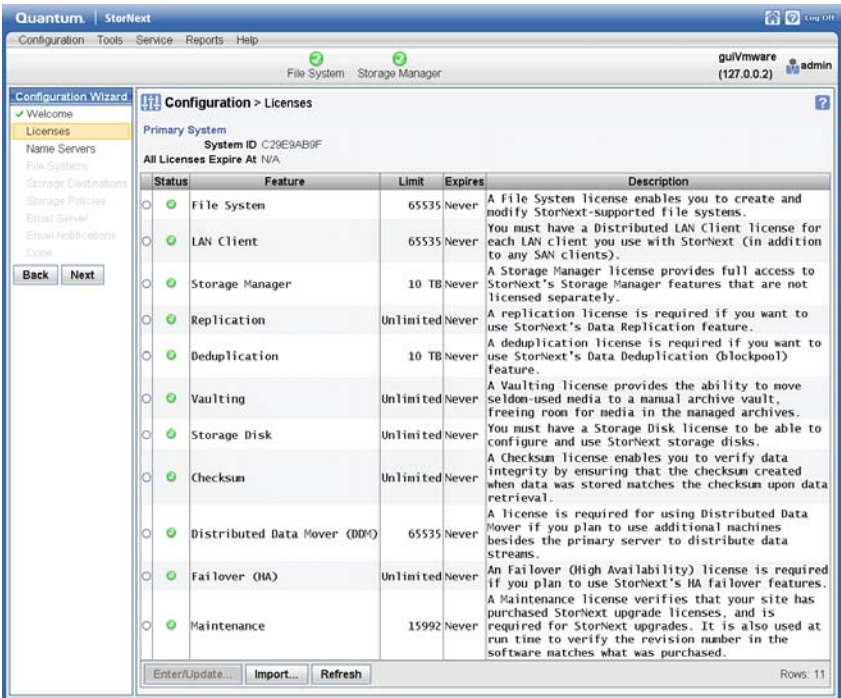 Quantum. StorNext
Log Off
Configuration Tools Service Reports Help
File System Storage Manager
guiVmware
(127.0.0.2)
admin
Configuration Wizard
Welcome
Licenses
Name Servers
File Systems
Storage Destinations
Storage Policies
Email Server
Email Notifications
Done
Back Next
Configuration > Licenses
?
Primary System
System ID C29E9AB9F
All Licenses Expire At N/A
Status Feature Limit Expires Description
File System 65535 Never A File System license enables you to create and
modify StorNext-supported file systems.
LAN Client 65535 Never You must have a Distributed LAN Client license for
each LAN client you use with StorNext (in addition
to any SAN clients).
Storage Manager 10 TB Never A Storage Manager license provides full access to
StorNext's Storage Manager features that are not
licensed separately.
Replication Unlimited Never A replication license is required if you want to
use StorNext's Data Replication feature.
Deduplication 10 TB Never A deduplication license is required if you want to
use StorNext's Data Deduplication (blockpool)
feature.
Vaulting Unlimited Never A Vaulting license provides the ability to move
seldom-used media to a manual archive vault,
freeing room for media in the managed archives.
Storage Disk Unlimited Never You must have a Storage Disk license to be able to
configure and use StorNext storage disks.
Checksum Unlimited Never A Checksum license enables you to verify data
integrity by ensuring that the checksum created
when data was stored matches the checksum upon data
retrieval.
Distributed Data Mover (DDM) 65535 Never A license is required for using Distributed Data
Mover if you plan to use additional machines
besides the primary server to distribute data
streams.
Failover (HA) Unlimited Never An Failover (High Availability) license is required
if you plan to use StorNext's HA failover features.
Maintenance 15992 Never A Maintenance license verifies that your site has
purchased StorNext upgrade licenses, and is
required for StorNext upgrades. It is also used at
run time to verify the revision number in the
software matches what was purchased.
Enter/Update... Import... Refresh
Rows: 11